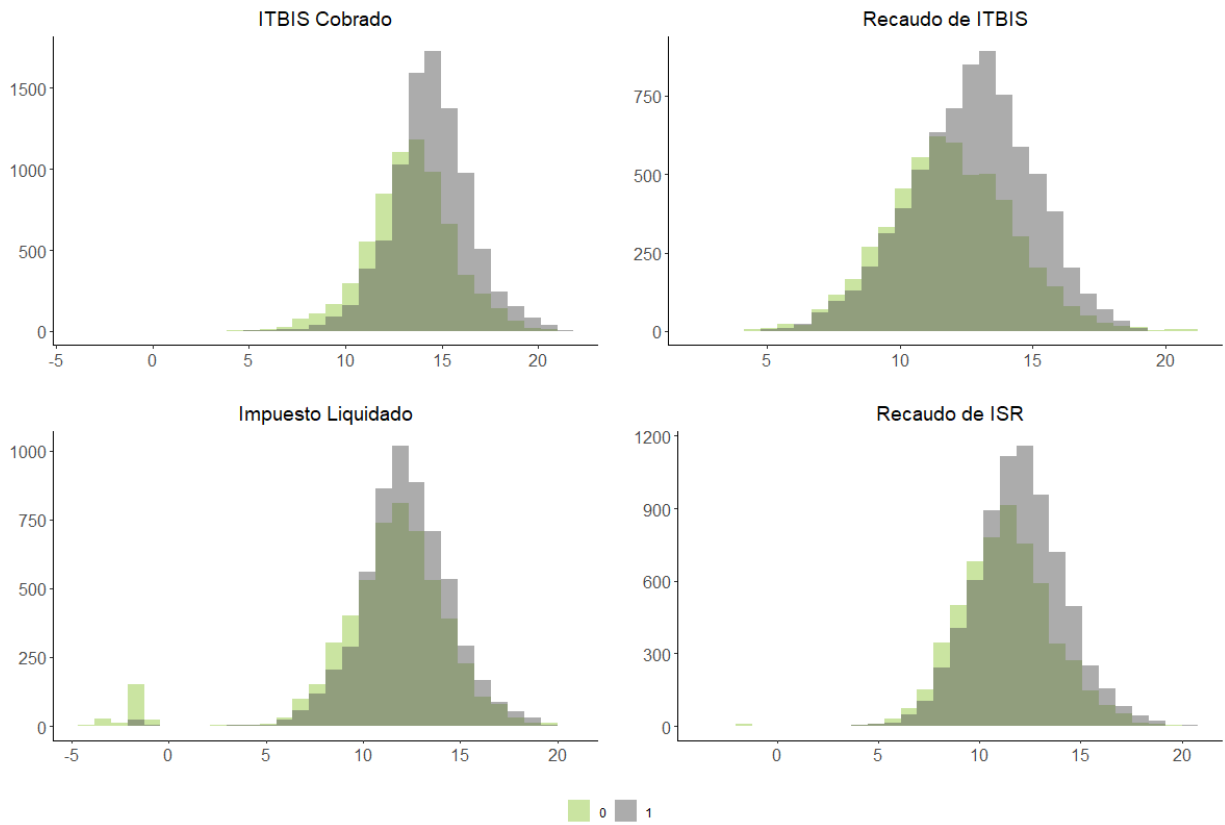 ITBIS Cobrado
1500
1000
500
0
-5 0 5 10 15 20
Recaudo de ITBIS
750
500
250
0
5 10 15 20
Impuesto Liquidado
1000
750
500
250
0
-5 0 5 10 15 20
Recaudo de ISR
1200
900
600
300
0
0 5 10 15 20
0 1